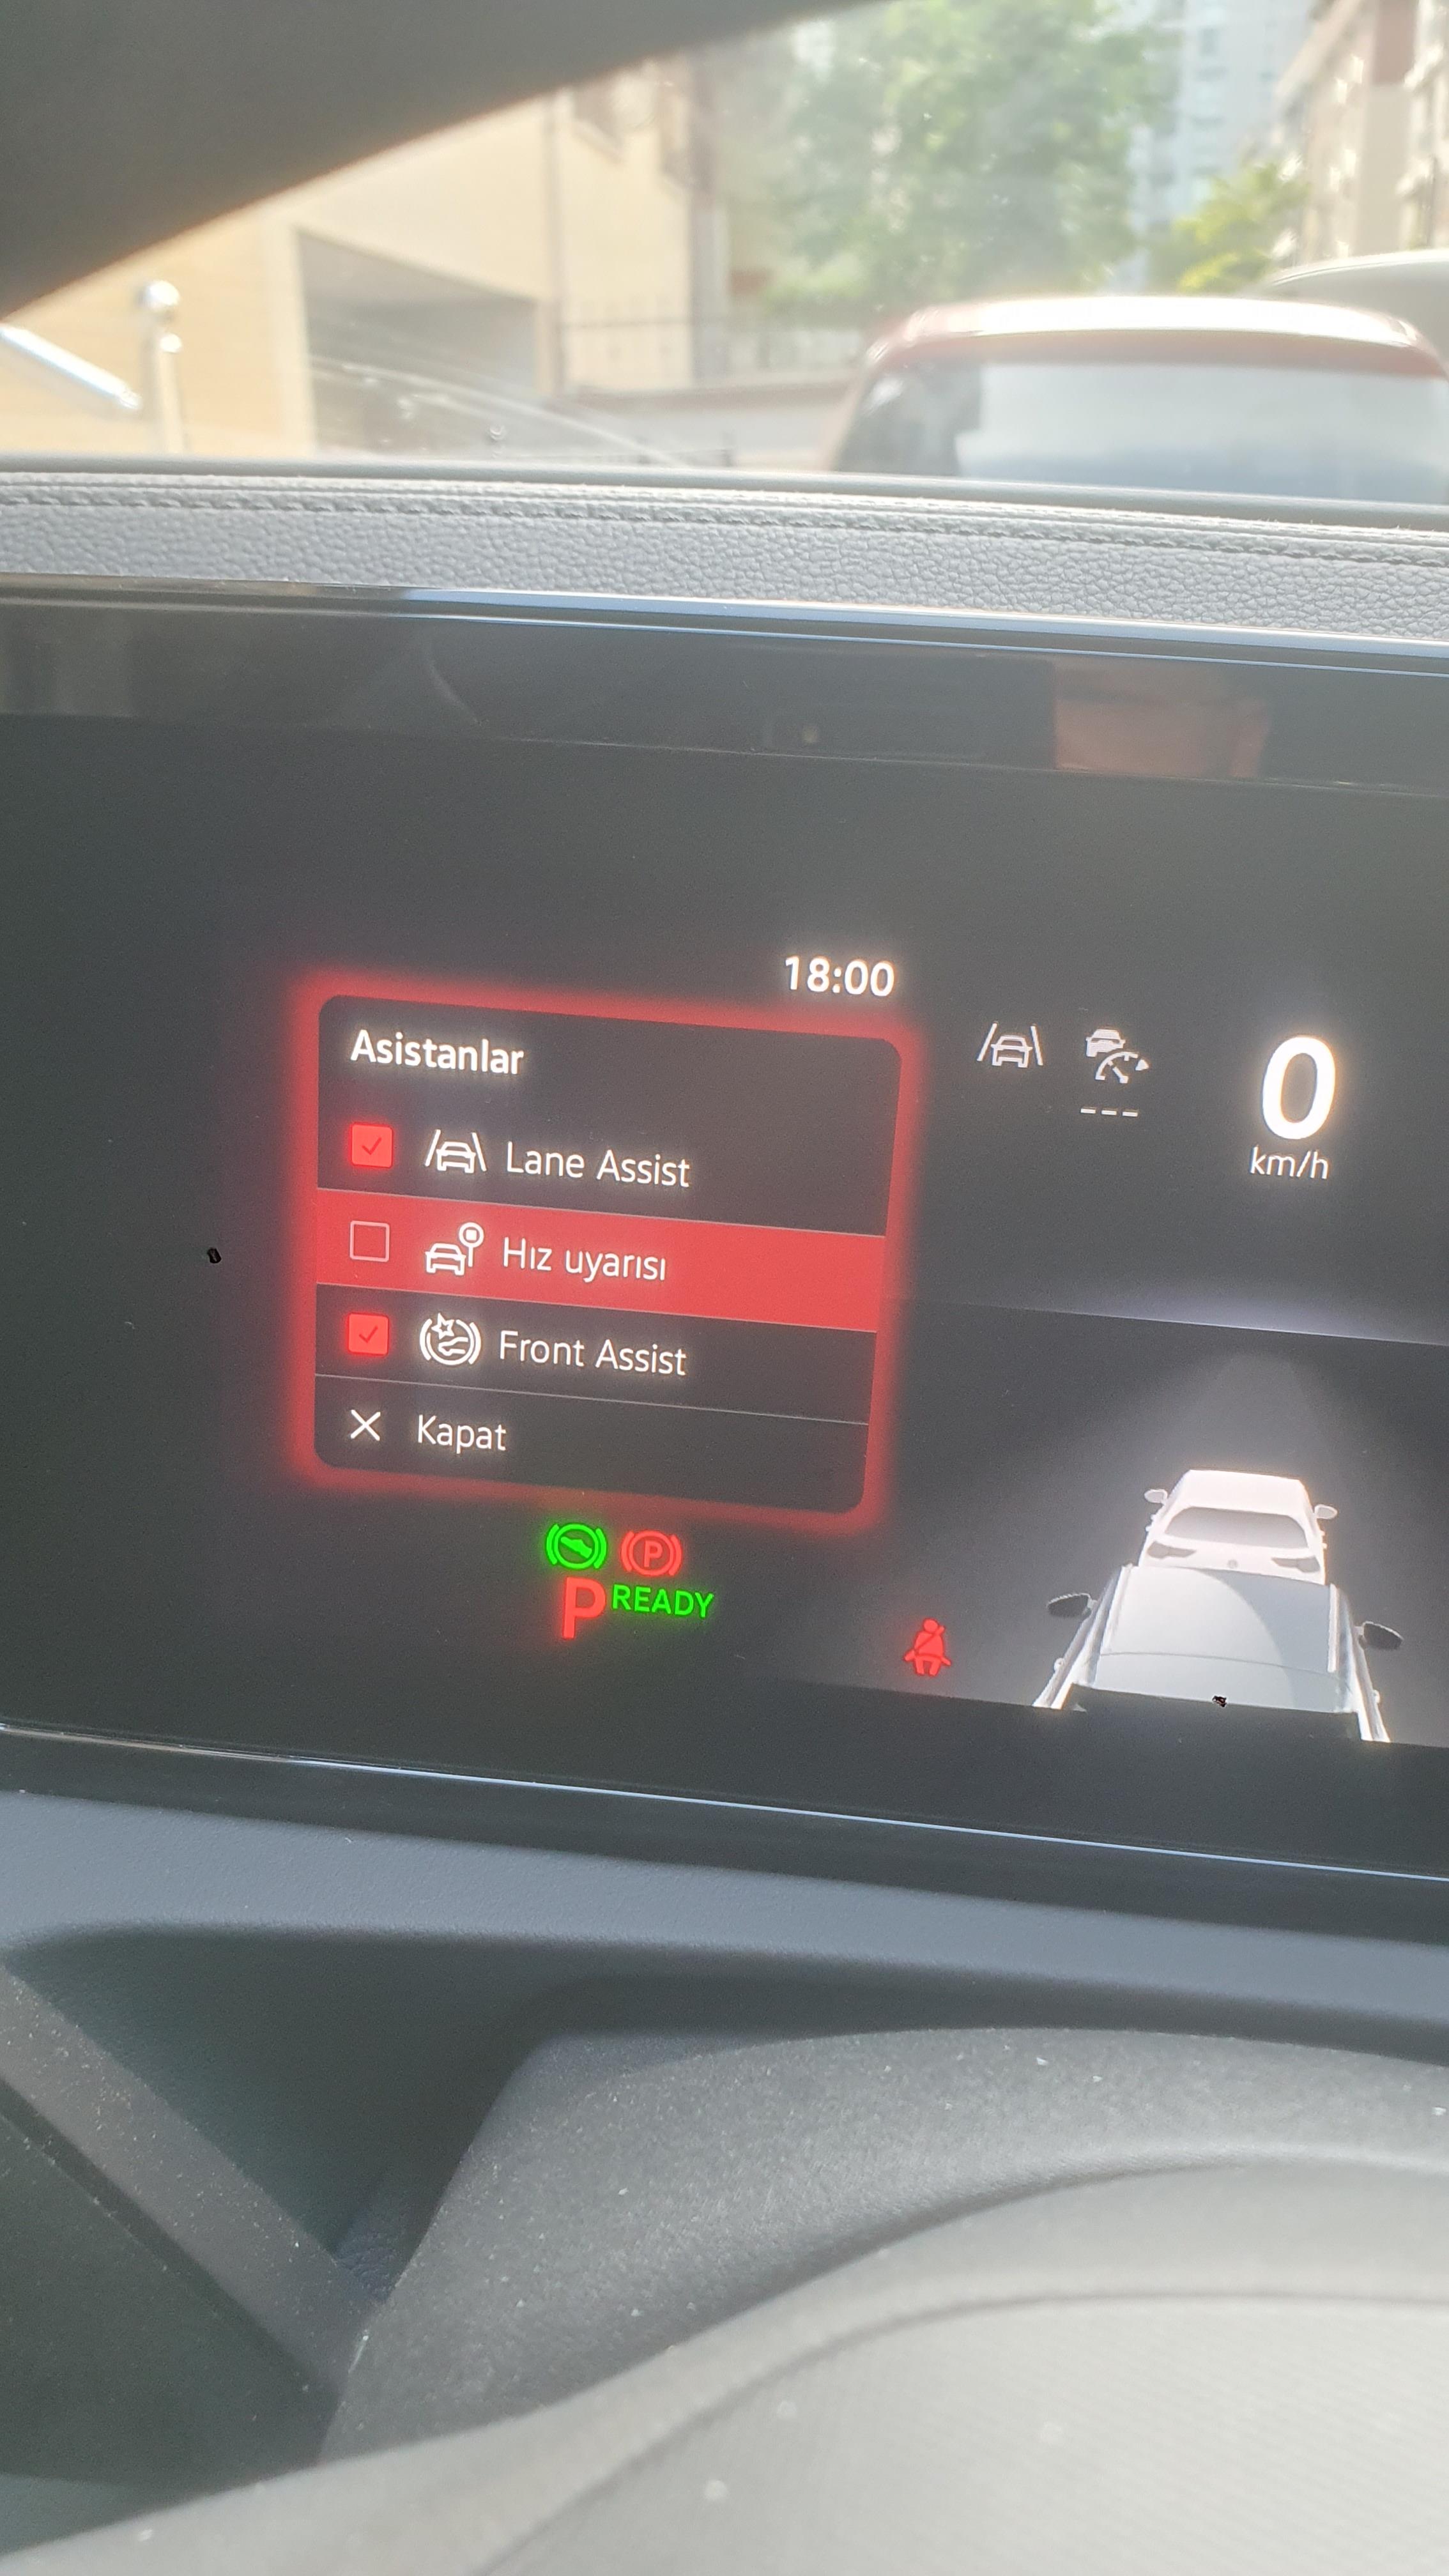 18:00
Asistanlar
Lane Assist
Hız uyarısı
Front Assist
Kapat
---
0
km/h
P
P READY